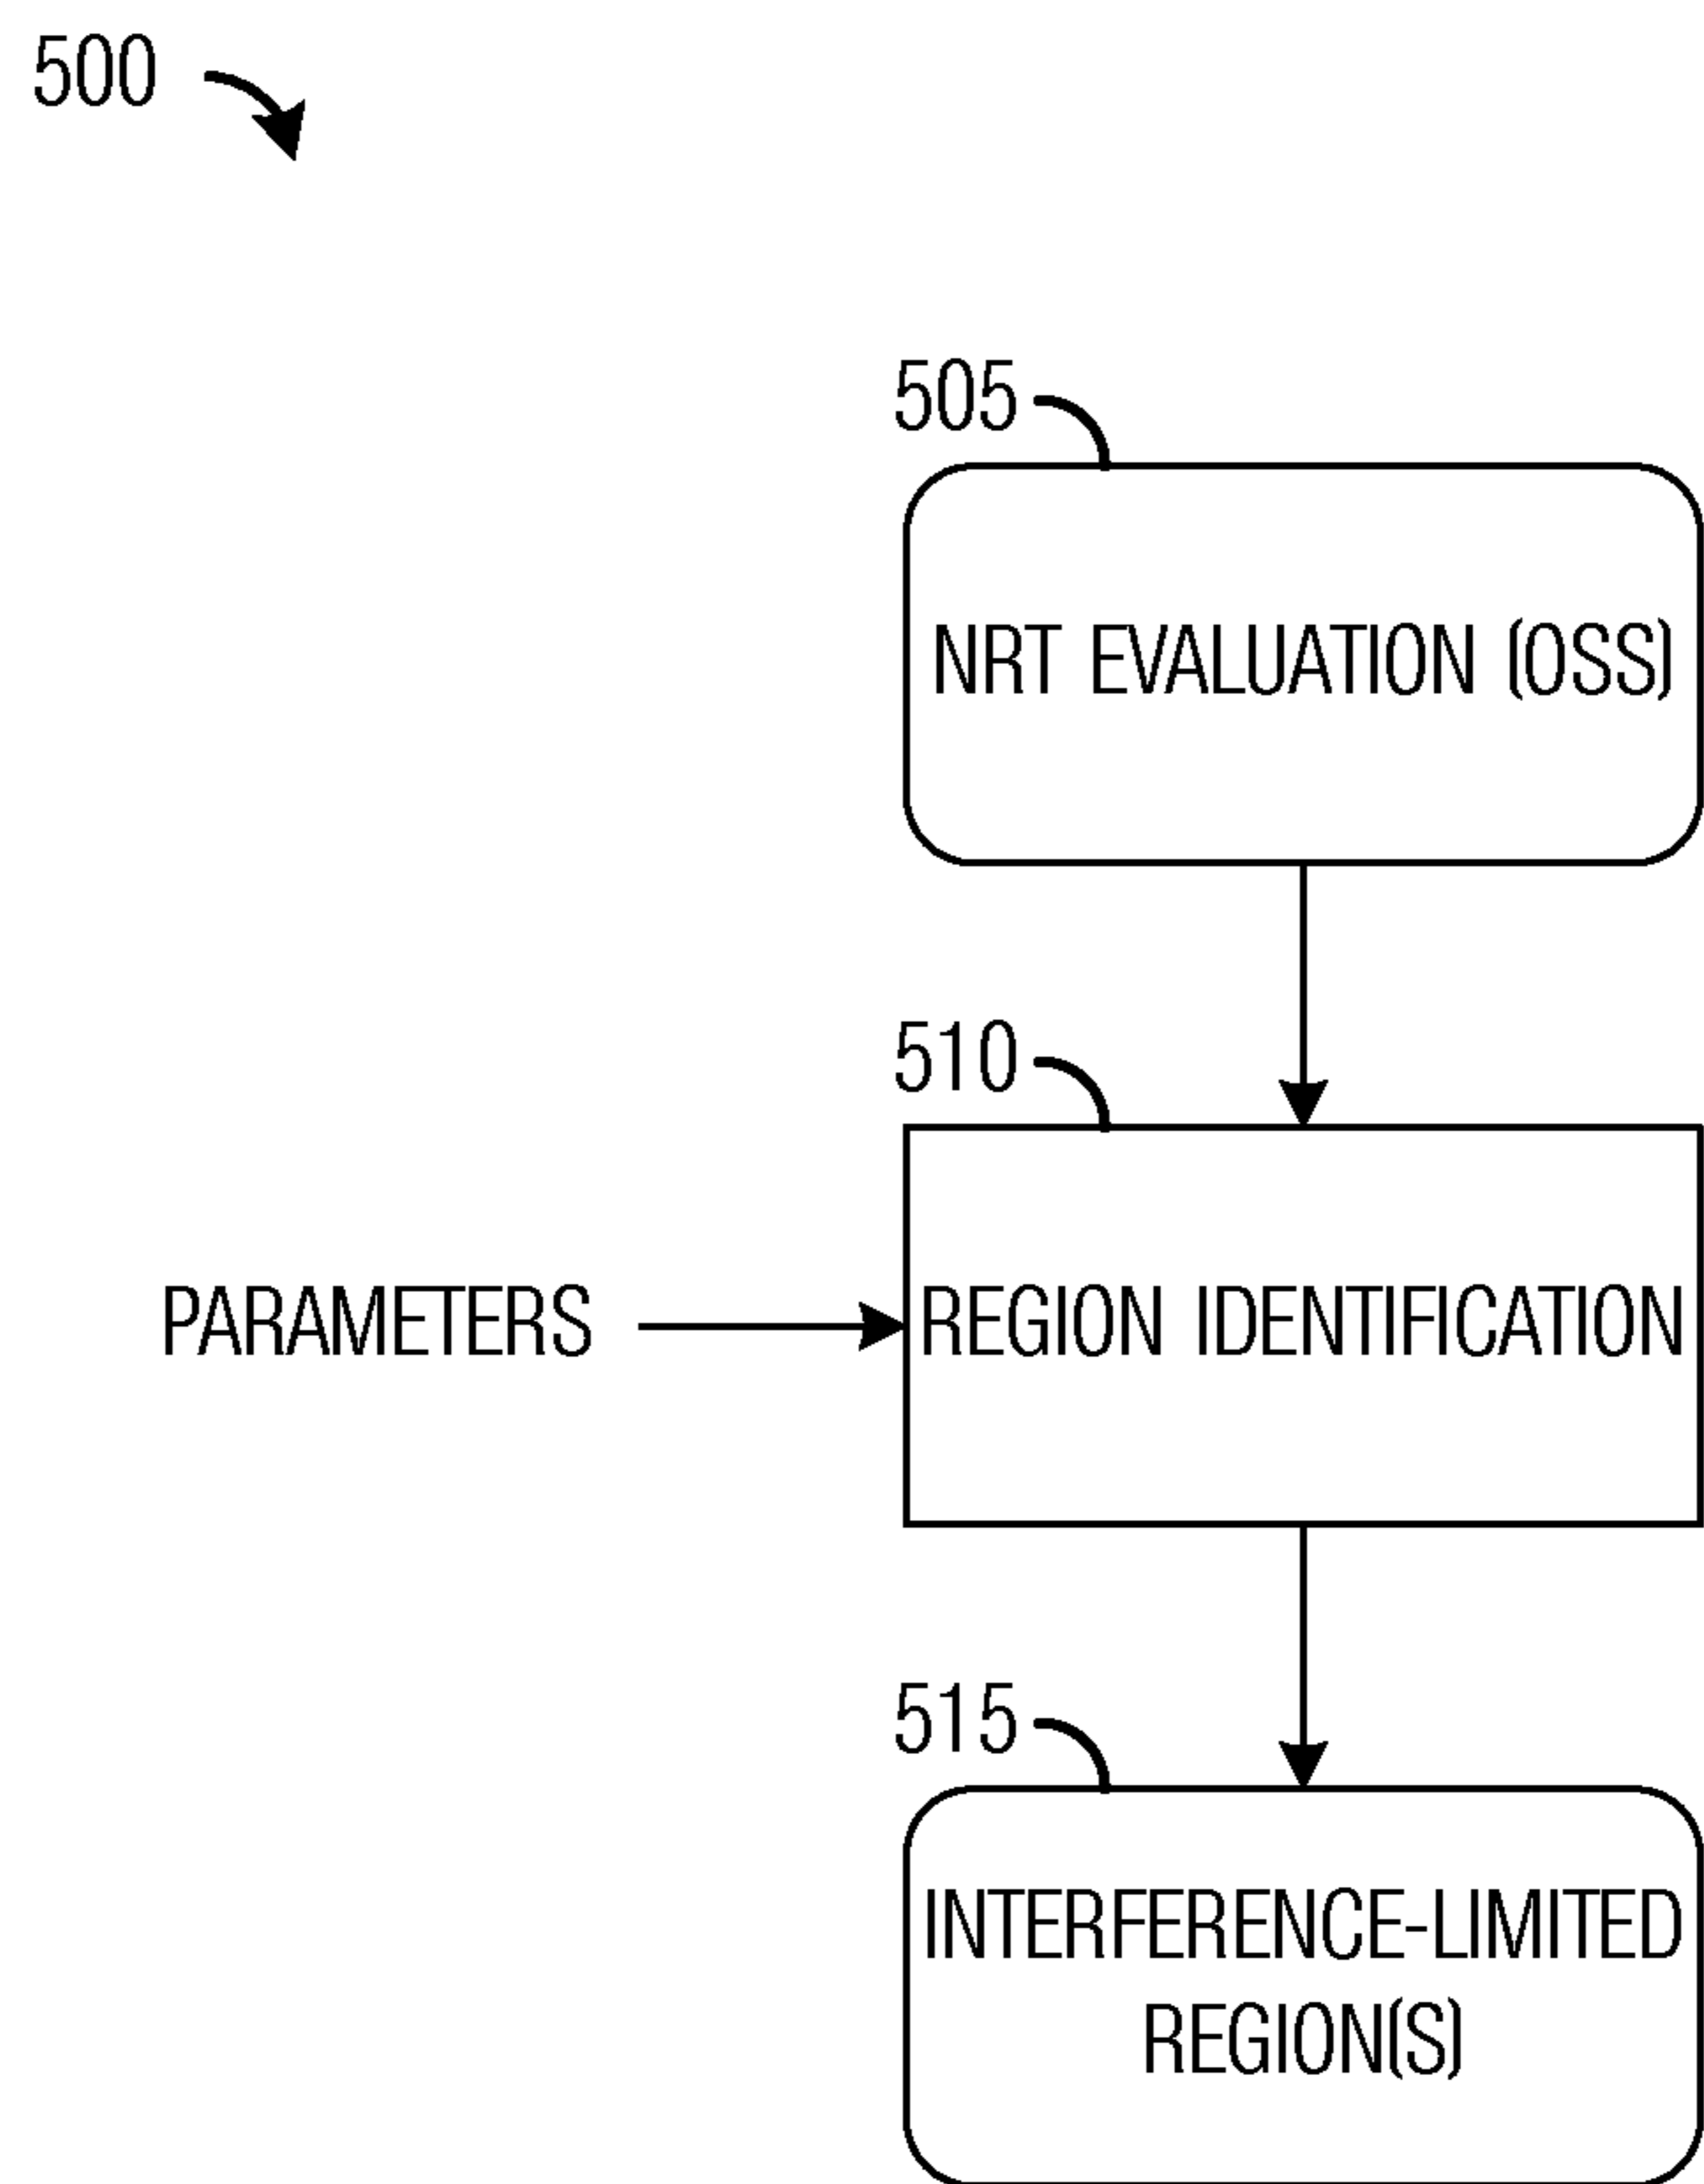 500
505
NRT EVALUATION (OSS)
510
PARAMETERS
REGION IDENTIFICATION
515
INTERFERENCE-LIMITED
REGION(S)